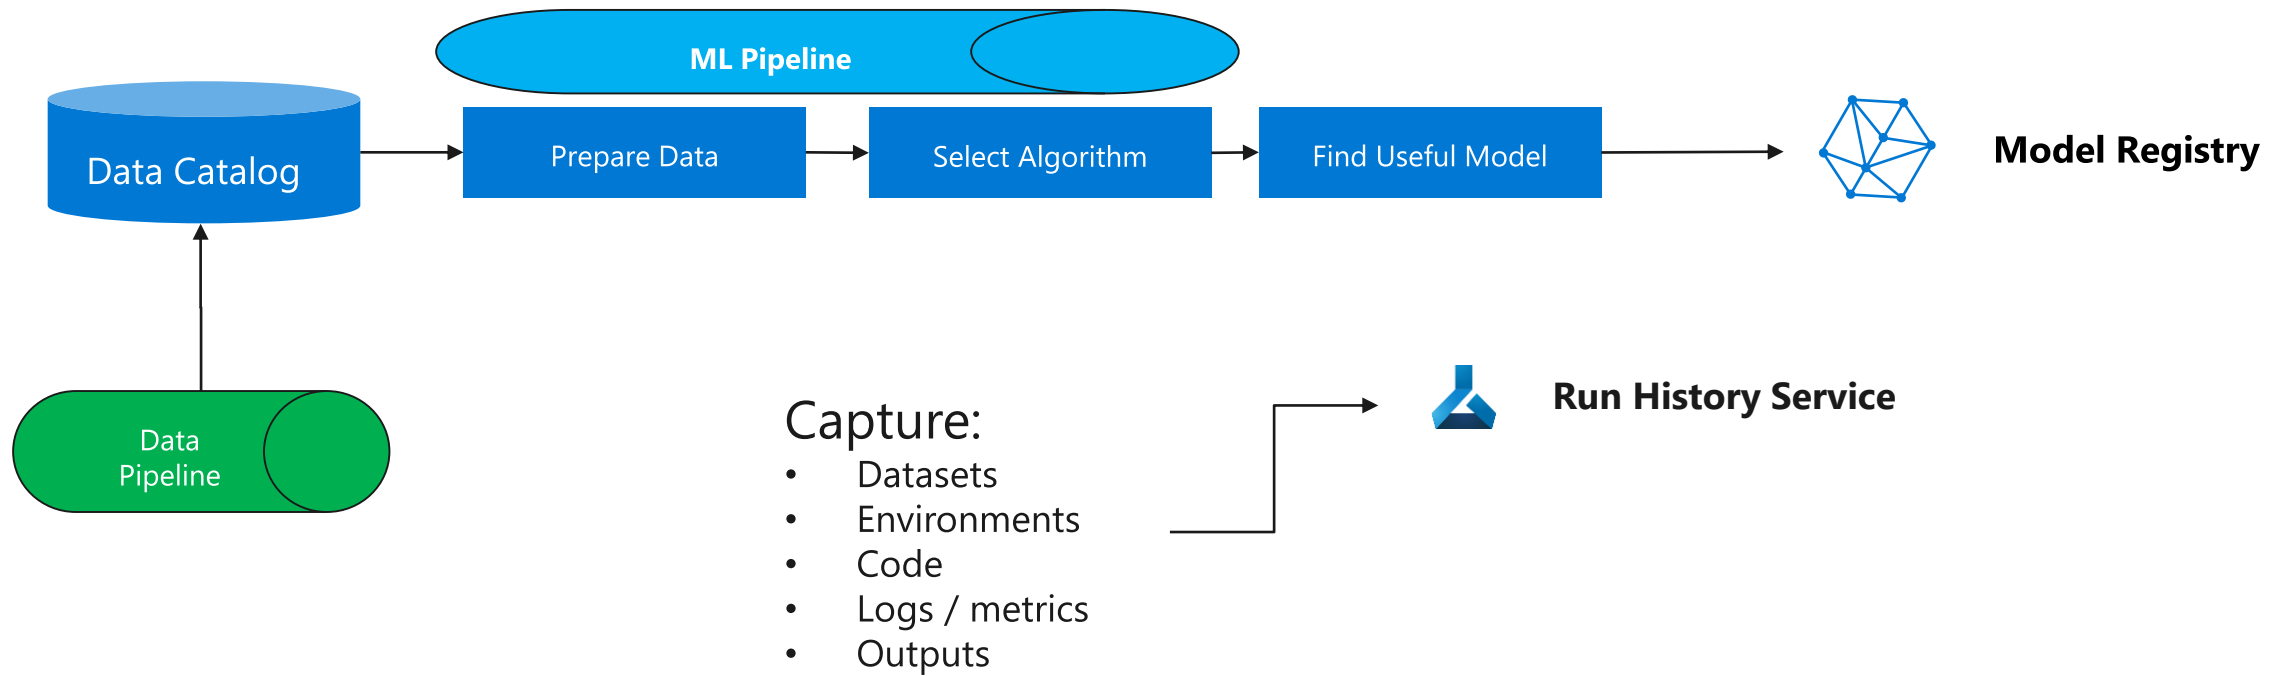 ML Pipeline
Data Catalog
Prepare Data
Select Algorithm
Find Useful Model
Model Registry
Data
Pipeline
Capture:
• Datasets
• Environments
• Code
• Logs / metrics
• Outputs
Run History Service